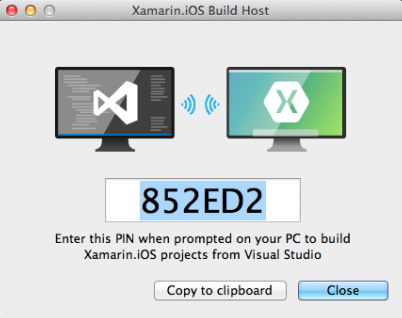 Xamarin.iOS Build Host
852ED2
Enter this PIN when prompted on your PC to build
Xamarin.iOS projects from Visual Studio
Copy to clipboard
Close